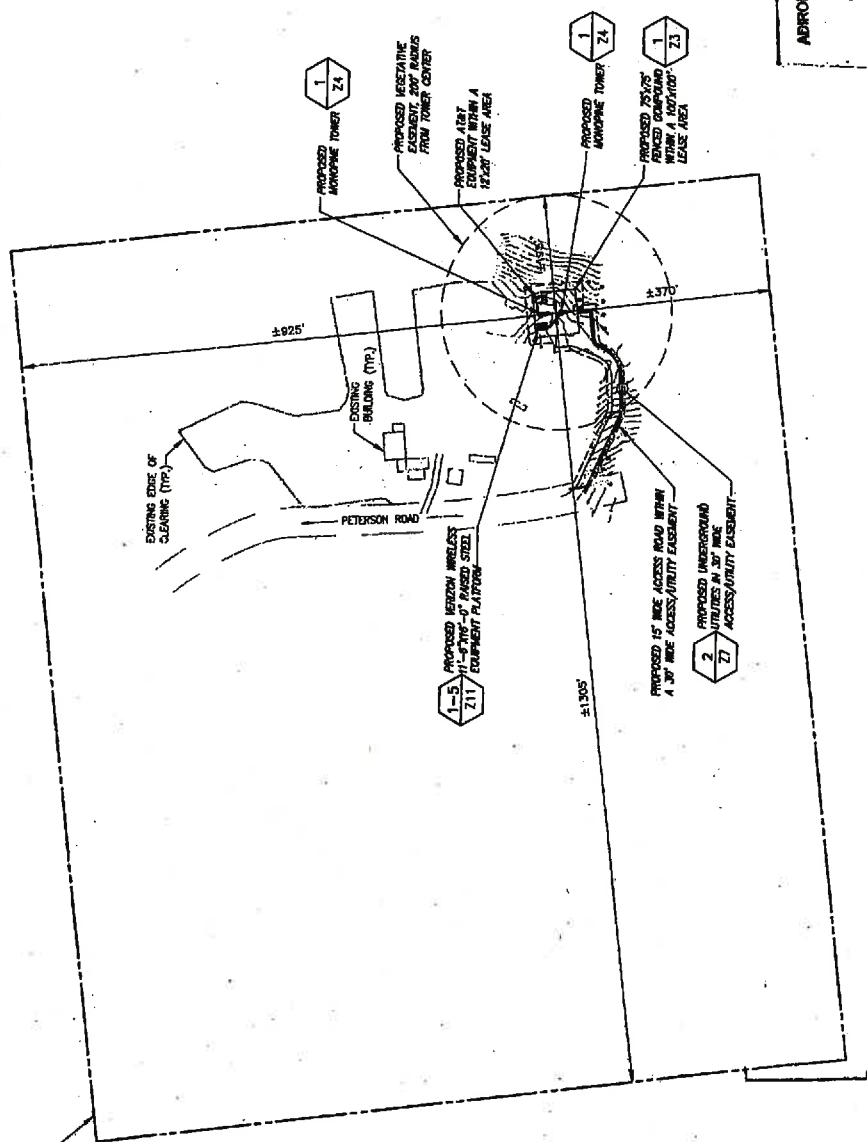 ADIRO
1
Z4
PROPOSED
MONOPINE TOWER
PROPOSED VEGETATIVE
EASEMENT, 200' RADIUS
FROM TOWER CENTER
PROPOSED AT&T
EQUIPMENT WITHIN A
12'x20' LEASE AREA
1
Z4
PROPOSED
MONOPINE TOWER
1
Z3
PROPOSED 75'x75'
FENCED COMPOUND
WITHIN A 100'x100'
LEASE AREA
±925'
±370'
EXISTING EDGE OF
CLEARING (TYP.)
EXISTING
BUILDING (TYP.)
PETERSON ROAD
1-5
Z11
PROPOSED VERIZON WIRELESS
11'-6"X16'-0" RAISED STEEL
EQUIPMENT PLATFORM
PROPOSED 15' WIDE ACCESS ROAD WITHIN
A 30' WIDE ACCESS/UTILITY EASEMENT
2
Z7
PROPOSED UNDERGROUND
UTILITIES IN 30' WIDE
ACCESS/UTILITY EASEMENT
±1305'